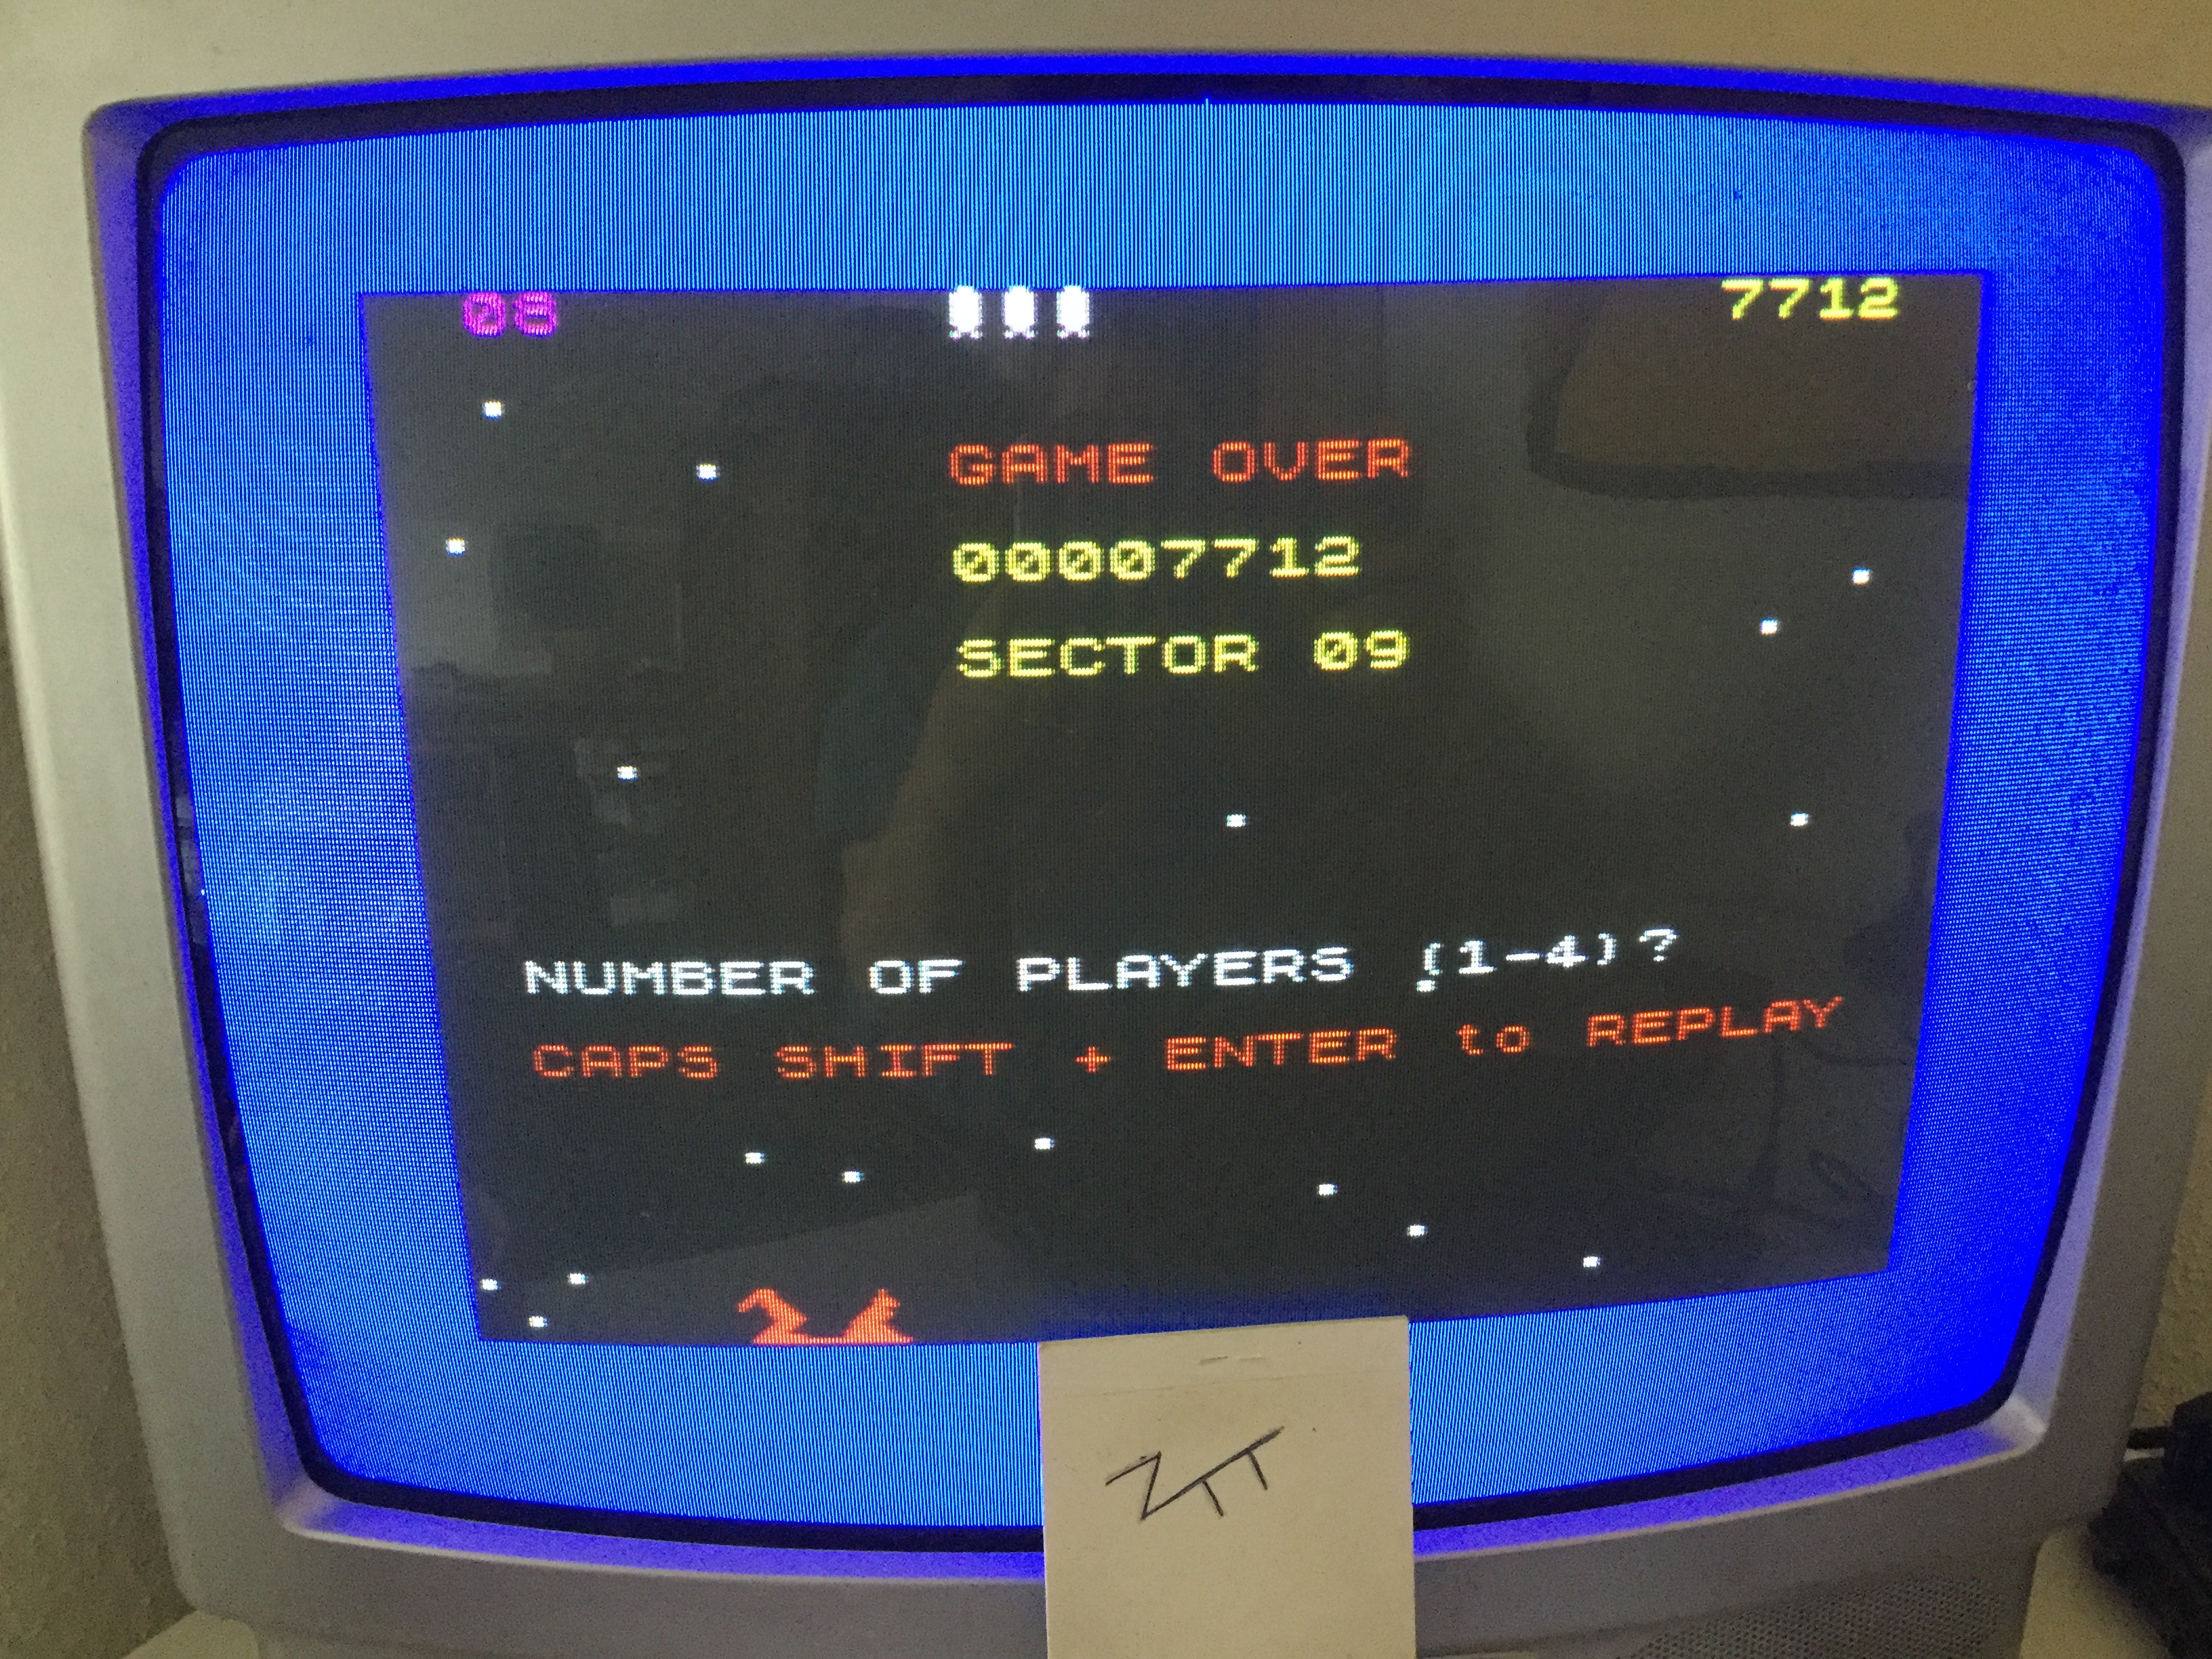 08 7712
GAME OVER
00007712
SECTOR 09
NUMBER OF PLAYERS (1-4)?
CAPS SHIFT + ENTER to REPLAY
ZTT